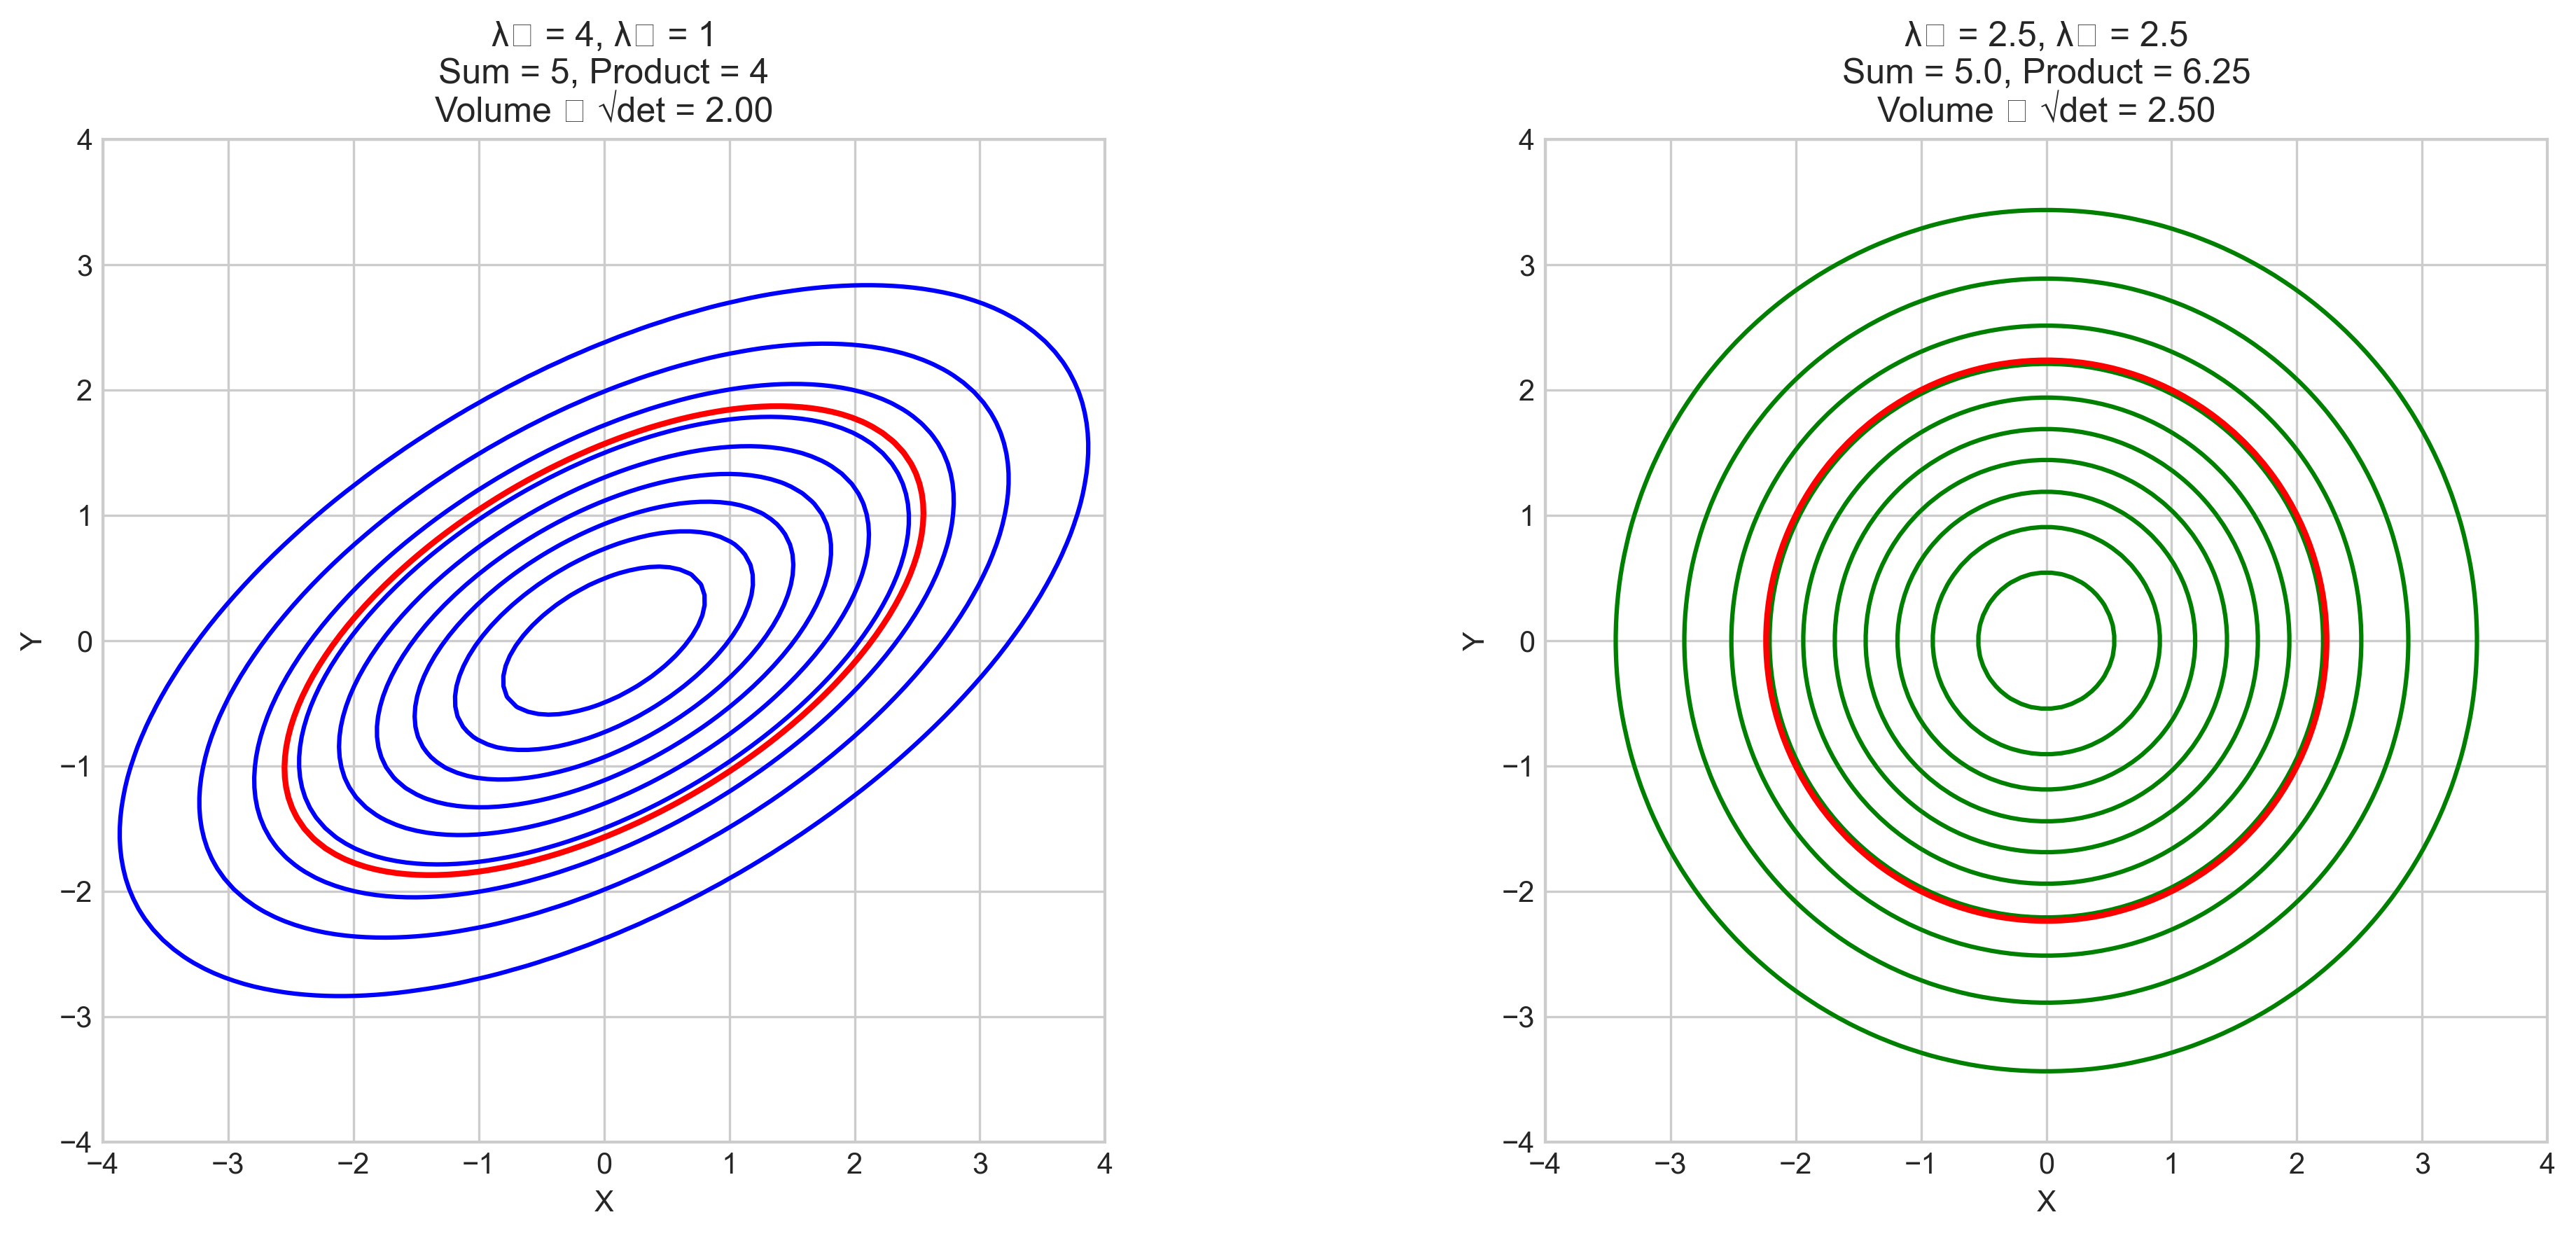 λ□ = 4, λ□ = 1
Sum = 5, Product = 4
Volume □ √det = 2.00
4
3
2
1
0
−1
−2
−3
−4
Y
−4 −3 −2 −1 0 1 2 3 4
X
λ□ = 2.5, λ□ = 2.5
Sum = 5.0, Product = 6.25
Volume □ √det = 2.50
4
3
2
1
0
−1
−2
−3
−4
Y
−4 −3 −2 −1 0 1 2 3 4
X